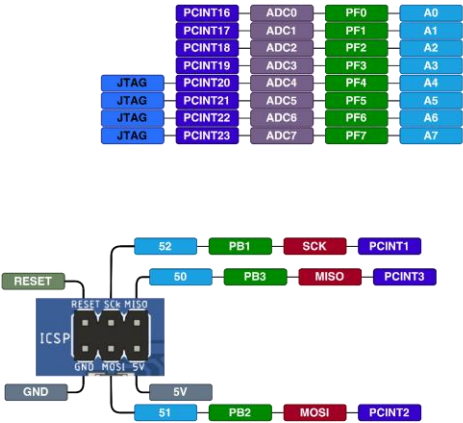 PCINT16 ADC0 PF0 A0
PCINT17 ADC1 PF1 A1
PCINT18 ADC2 PF2 A2
PCINT19 ADC3 PF3 A3
JTAG PCINT20 ADC4 PF4 A4
JTAG PCINT21 ADC5 PF5 A5
JTAG PCINT22 ADC6 PF6 A6
JTAG PCINT23 ADC7 PF7 A7
52 PB1 SCK PCINT1
50 PB3 MISO PCINT3
RESET
RESET SCk MISO
ICSP
GND MOSI 5V
GND 5V
51 PB2 MOSI PCINT2